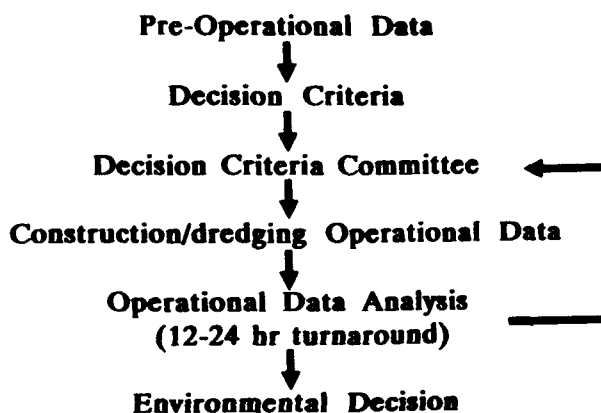 Pre-Operational Data
Decision Criteria
Decision Criteria Committee
Construction/dredging Operational Data
Operational Data Analysis
(12-24 hr turnaround)
Environmental Decision